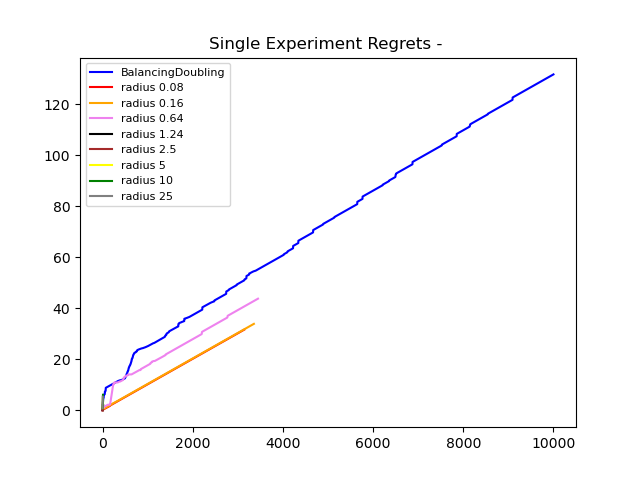 Single Experiment Regrets -
BalancingDoubling
radius 0.08
radius 0.16
radius 0.64
radius 1.24
radius 2.5
radius 5
radius 10
radius 25
120
100
80
60
40
20
0
0 2000 4000 6000 8000 10000